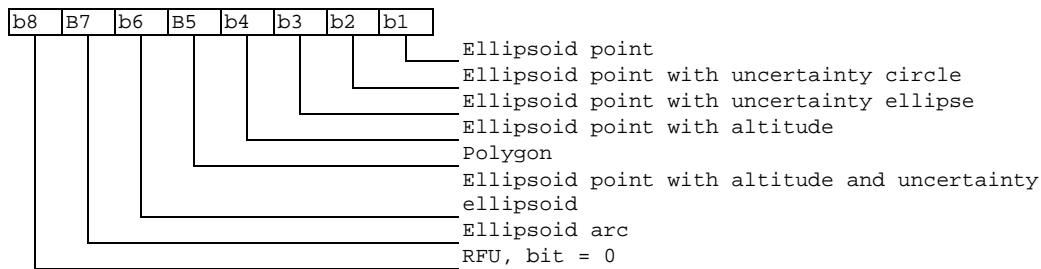 b8 B7 b6 B5 b4 b3 b2 b1
Ellipsoid point
Ellipsoid point with uncertainty circle
Ellipsoid point with uncertainty ellipse
Ellipsoid point with altitude
Polygon
Ellipsoid point with altitude and uncertainty
ellipsoid
Ellipsoid arc
RFU, bit = 0